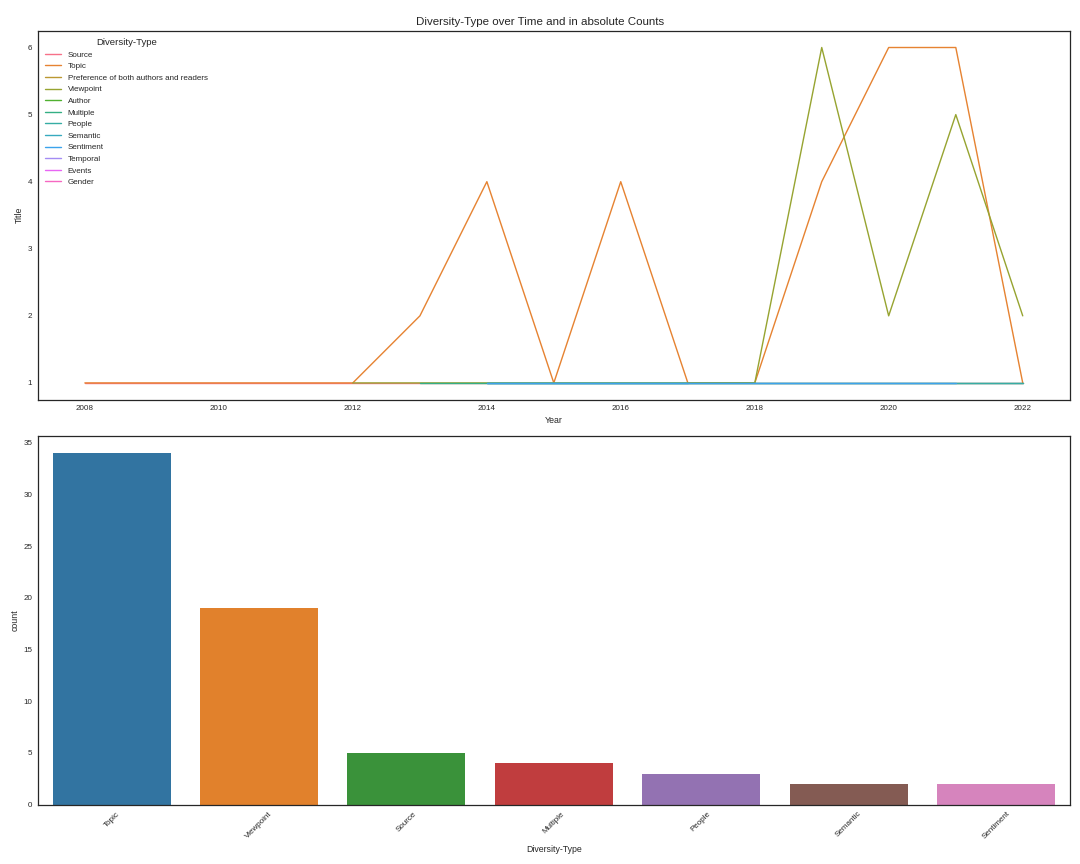 Diversity-Type over Time and in absolute Counts
Diversity-Type
Source
Topic
Preference of both authors and readers
Viewpoint
Author
Multiple
People
Semantic
Sentiment
Temporal
Events
Gender
6
5
4
3
2
1
Title
2008 2010 2012 2014 2016 2018 2020 2022
Year
35
30
25
20
15
10
5
0
count
Topic Viewpoint Source Multiple People Semantic Sentiment
Diversity-Type